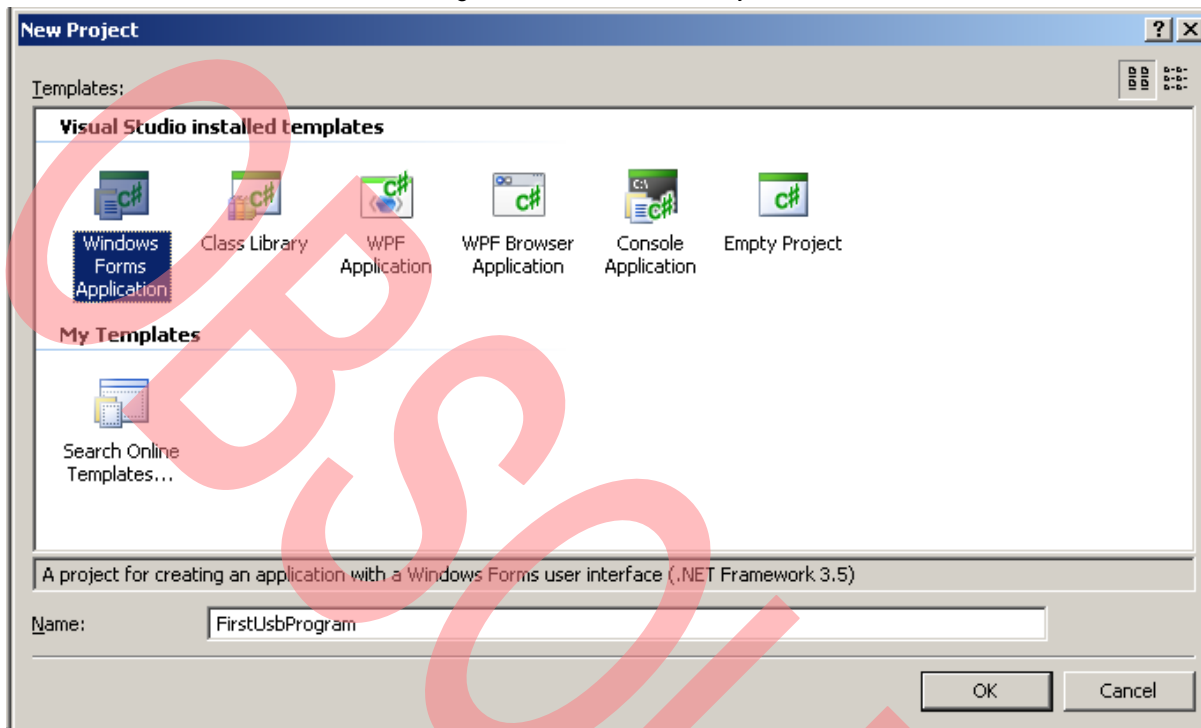 New Project
Templates:
Visual Studio installed templates
Windows Forms Application
Class Library
WPF Application
WPF Browser Application
Console Application
Empty Project
My Templates
Search Online Templates...
A project for creating an application with a Windows Forms user interface (.NET Framework 3.5)
Name:
FirstUsbProgram
OK
Cancel
OBSOL